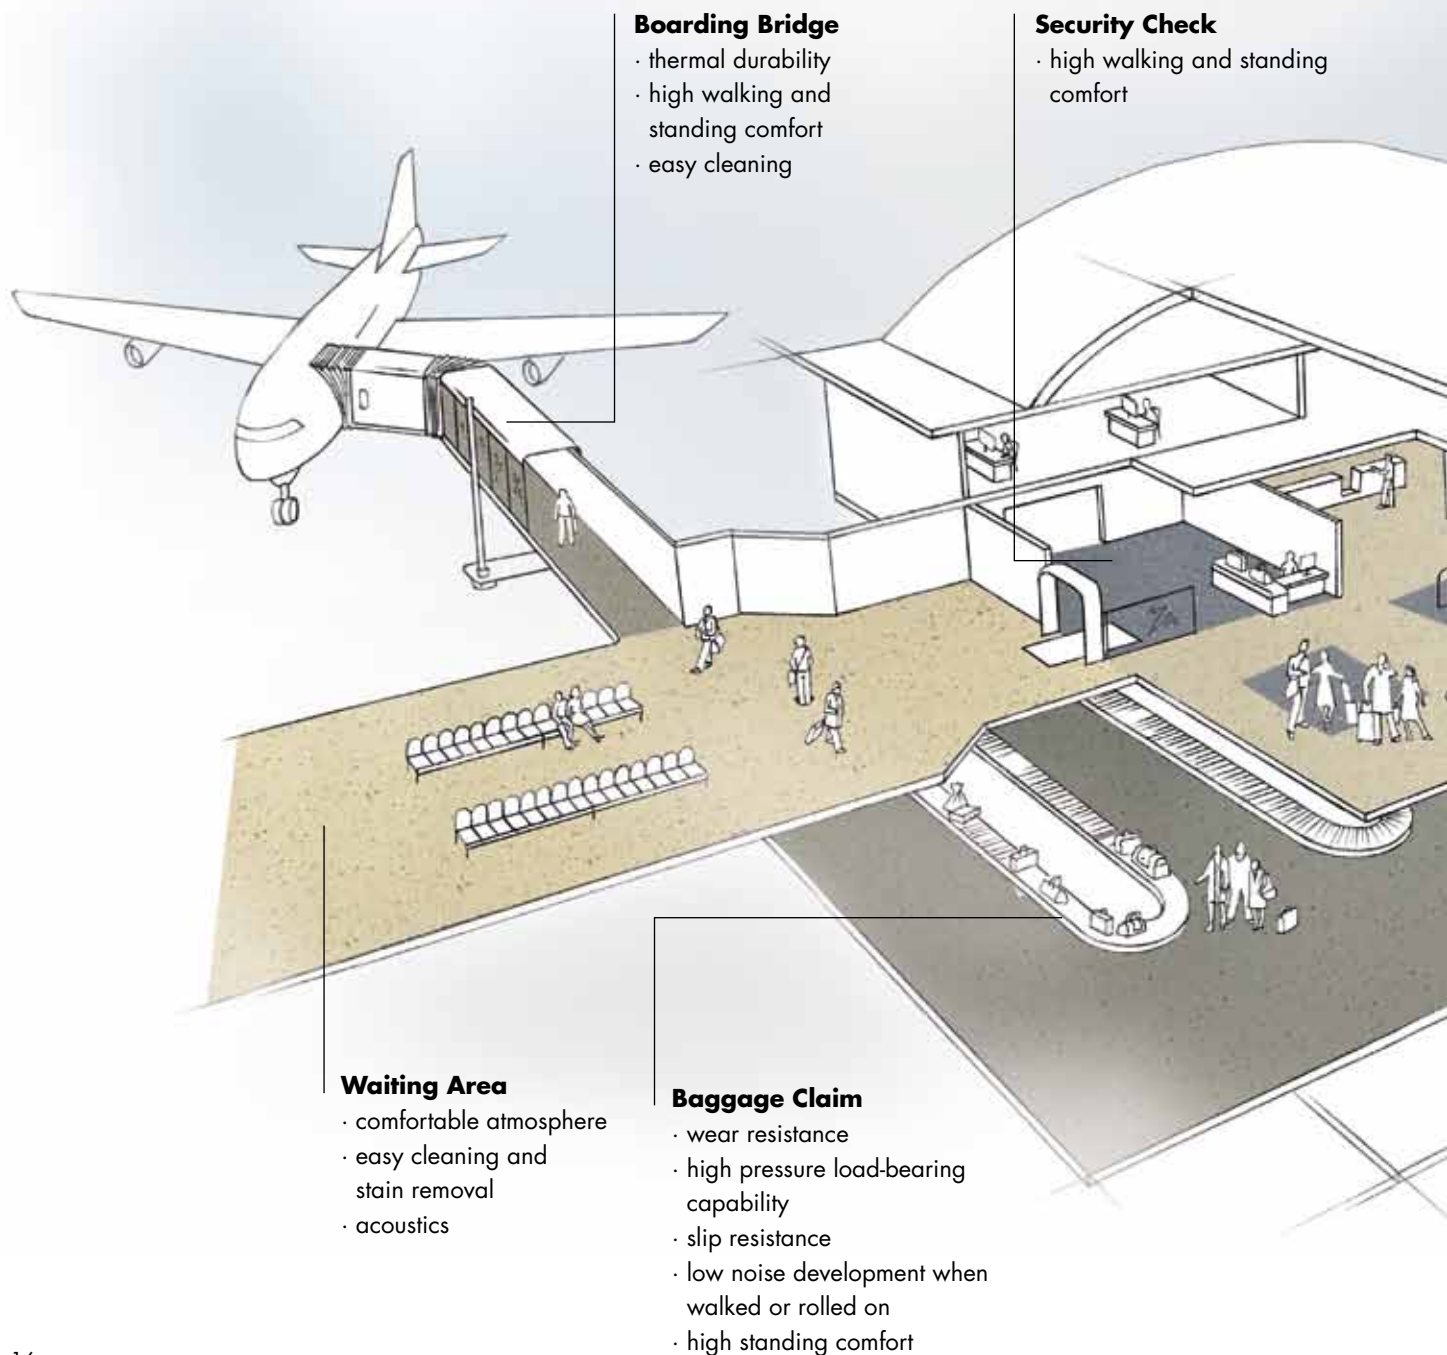 Boarding Bridge
· thermal durability
· high walking and
standing comfort
· easy cleaning
Security Check
· high walking and standing
comfort
Waiting Area
· comfortable atmosphere
· easy cleaning and
stain removal
· acoustics
Baggage Claim
· wear resistance
· high pressure load-bearing
capability
· slip resistance
· low noise development when
walked or rolled on
· high standing comfort